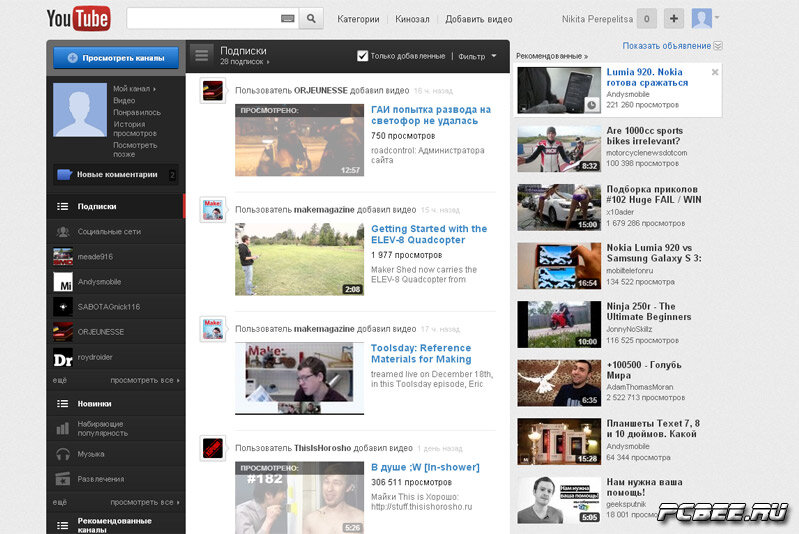 You Tube
Категории | Кинозал | Добавить видео
Nikita Perepelitsa 0 +
Просмотреть каналы
Мой канал
Видео
Понравилось
История
просмотров
Посмотреть
позже
Новые комментарии 2
Подписки
Социальные сети
meade916
Mi Andysmobile
SABOTAGnick116
ORJEUNESSE
Dr roydroider
ещё просмотреть все
Новинки
Набирающие
популярность
Музыка
Развлечения
ещё просмотреть все
Рекомендованные
каналы
Подписки
28 подписок
Только добавленные | Фильтр
Пользователь ORJEUNESSE добавил видео 16 ч. назад
ПРОСМОТРЕНО:
12:57
ГАИ попытка развода на
светофор не удалась
750 просмотров
roadcontrol: Администратора
сайта
Make:
Пользователь makemagazine добавил видео 15 ч. назад
2:08
Getting Started with the
ELEV-8 Quadcopter
1 977 просмотров
Maker Shed now carries the
ELEV-8 Quadcopter from
Make:
Пользователь makemagazine добавил видео 17 ч. назад
Make:
Toolsday: Reference
Materials for Making
treamed live on December 18th,
in this Toolsday episode, Eric
Пользователь ThisIsHorosho добавил видео 1 день назад
ПРОСМОТРЕНО:
#182
5:26
В душе ;W [In-shower]
306 511 просмотров
Майки This is Хорошо:
http://stuff.thisishorosho.ru
Показать объявление
Рекомендованные »
Lumia 920. Nokia
готова сражаться
Andysmobile
221 260 просмотров
8:32
Are 1000cc sports
bikes irrelevant?
motorcyclenewsdotcom
100 398 просмотров
15:00
Подборка приколов
#102 Huge FAIL / WIN
x10ader
1 679 286 просмотров
16:54
Nokia Lumia 920 vs
Samsung Galaxy S 3:
mobiltelefonru
134 522 просмотра
10:00
Ninja 250r - The
Ultimate Beginners
JonnyNoSkillz
116 525 просмотров
6:35
+100500 - Голубь
Мира
AdamThomasMoran
2 522 713 просмотров
15:28
Планшеты Texet 7, 8
и 10 дюймов. Какой
Andysmobile
64 344 просмотра
Нам нужна
ваша помощь!
5:05
Нам нужна ваша
помощь!
geeksputnik
18 001
PCBEE.RU